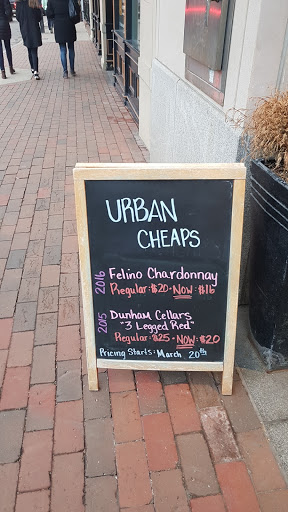 URBAN
CHEAPS
2016 Felino Chardonnay
Regular: $20 - NOW: $16
2015 Dunham Cellars
"3 Legged Red"
Regular: $25 - NOW: $20
Pricing Starts: March 20th